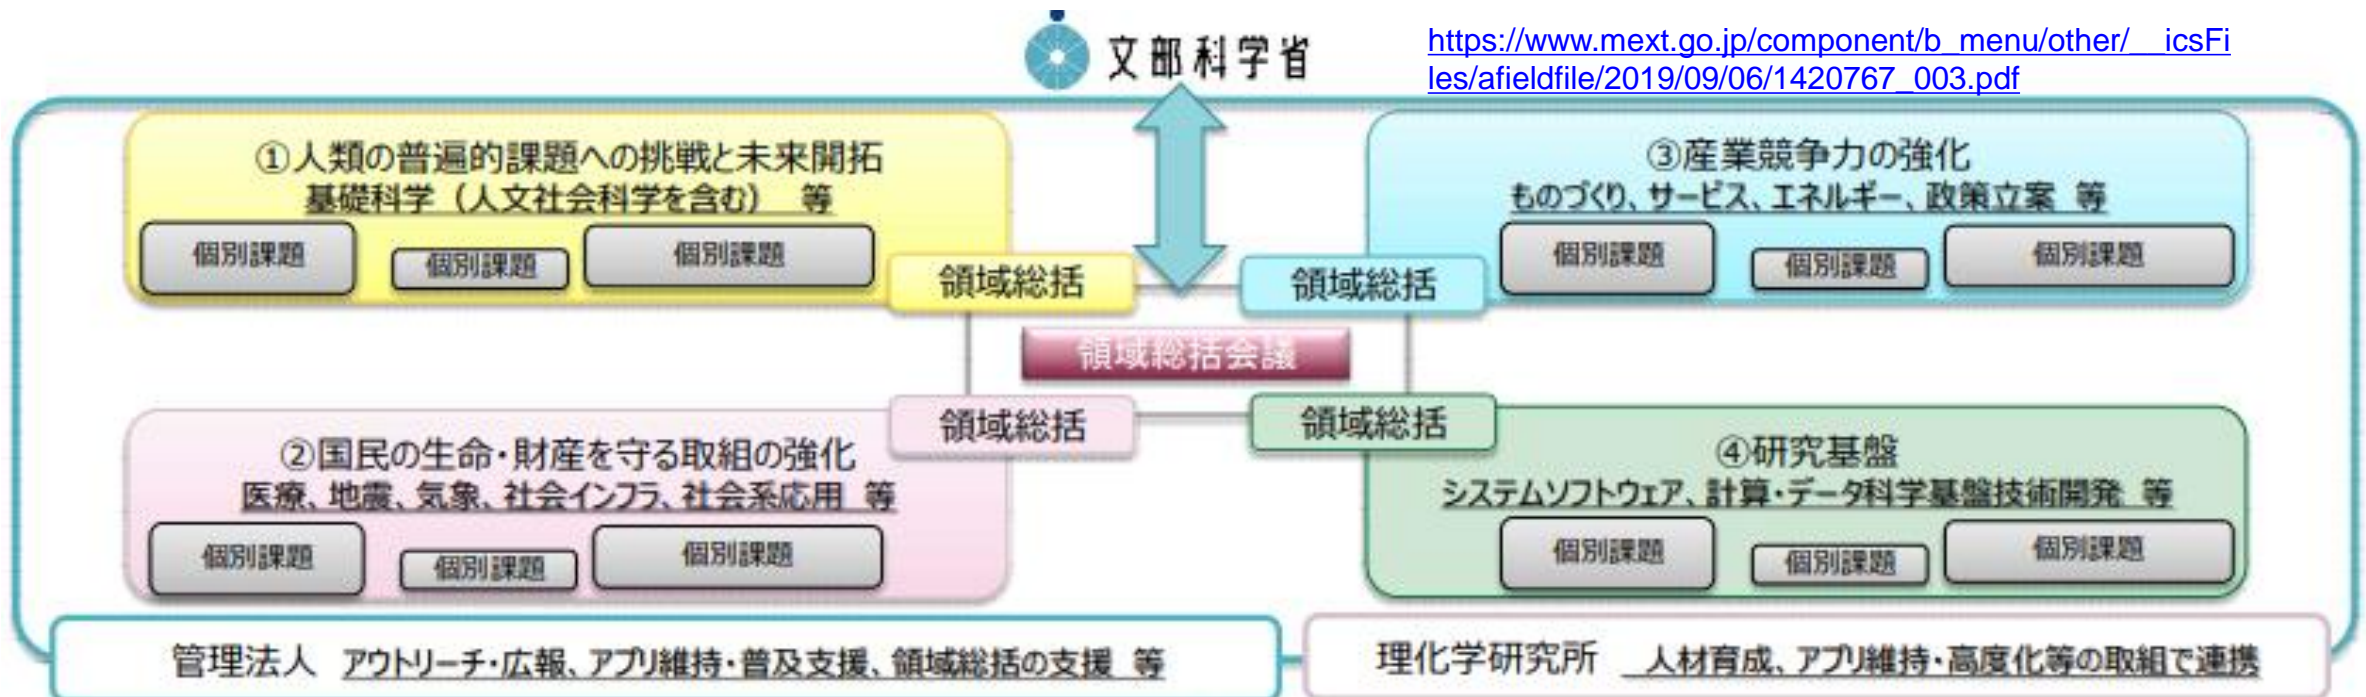 文部科学省
https://www.mext.go.jp/component/b_menu/other/__icsFi
les/afieldfile/2019/09/06/1420767_003.pdf
①人類の普遍的課題への挑戦と未来開拓
基礎科学（人文社会科学を含む） 等
個別課題
個別課題
個別課題
領域総括
③産業競争力の強化
ものづくり、サービス、エネルギー、政策立案 等
個別課題
個別課題
個別課題
領域総括
領域総括会議
②国民の生命・財産を守る取組の強化
医療、地震、気象、社会インフラ、社会系応用 等
個別課題
個別課題
個別課題
領域総括
④研究基盤
システムソフトウェア、計算・データ科学基盤技術開発 等
個別課題
個別課題
個別課題
領域総括
管理法人 アウトリーチ・広報、アプリ維持・普及支援、領域総括の支援 等
理化学研究所 人材育成、アプリ維持・高度化等の取組で連携